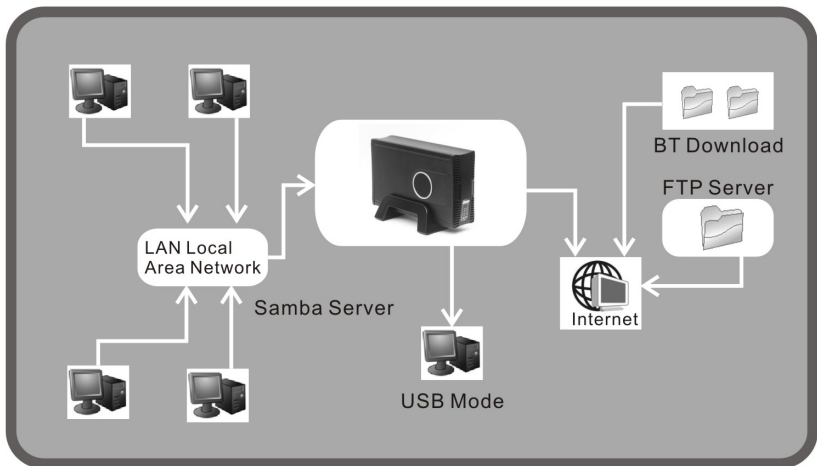 BT Download
FTP Server
LAN Local
Area Network
Samba Server
Internet
USB Mode